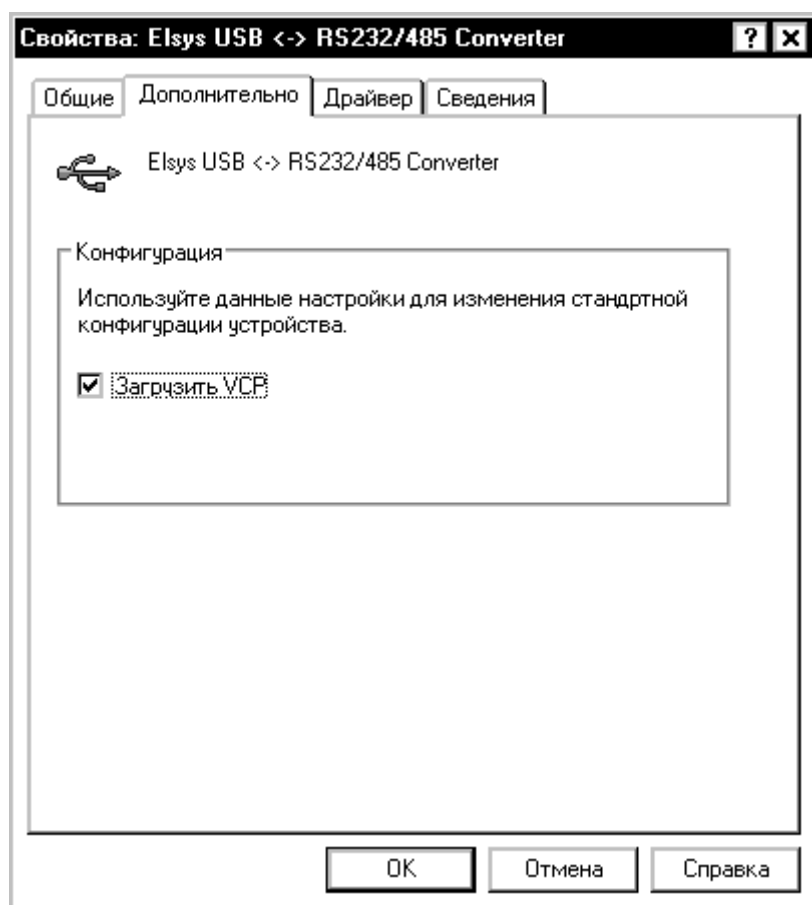 Свойства: Elsys USB <-> RS232/485 Converter
Общие Дополнительно Драйвер Сведения
Elsys USB <-> RS232/485 Converter
Конфигурация
Используйте данные настройки для изменения стандртной
конфигурации устройства.
Загрузить VCP
OK Отмена Справка